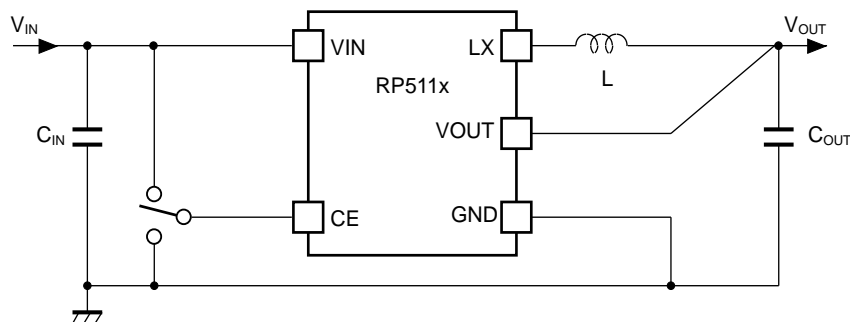 VIN
VOUT
VIN
LX
RP511x
L
CIN
VOUT
COUT
CE
GND